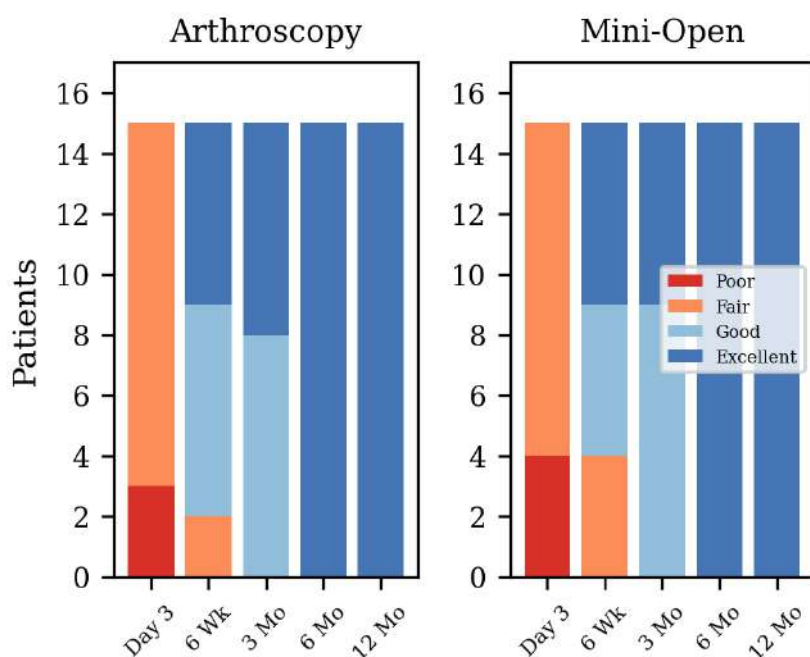 Arthroscopy
Mini-Open
Patients
16
14
12
10
8
6
4
2
0
Day 3
6 Wk
3 Mo
6 Mo
12 Mo
16
14
12
10
8
6
4
2
0
Day 3
6 Wk
3 Mo
6 Mo
12 Mo
Poor
Fair
Good
Excellent